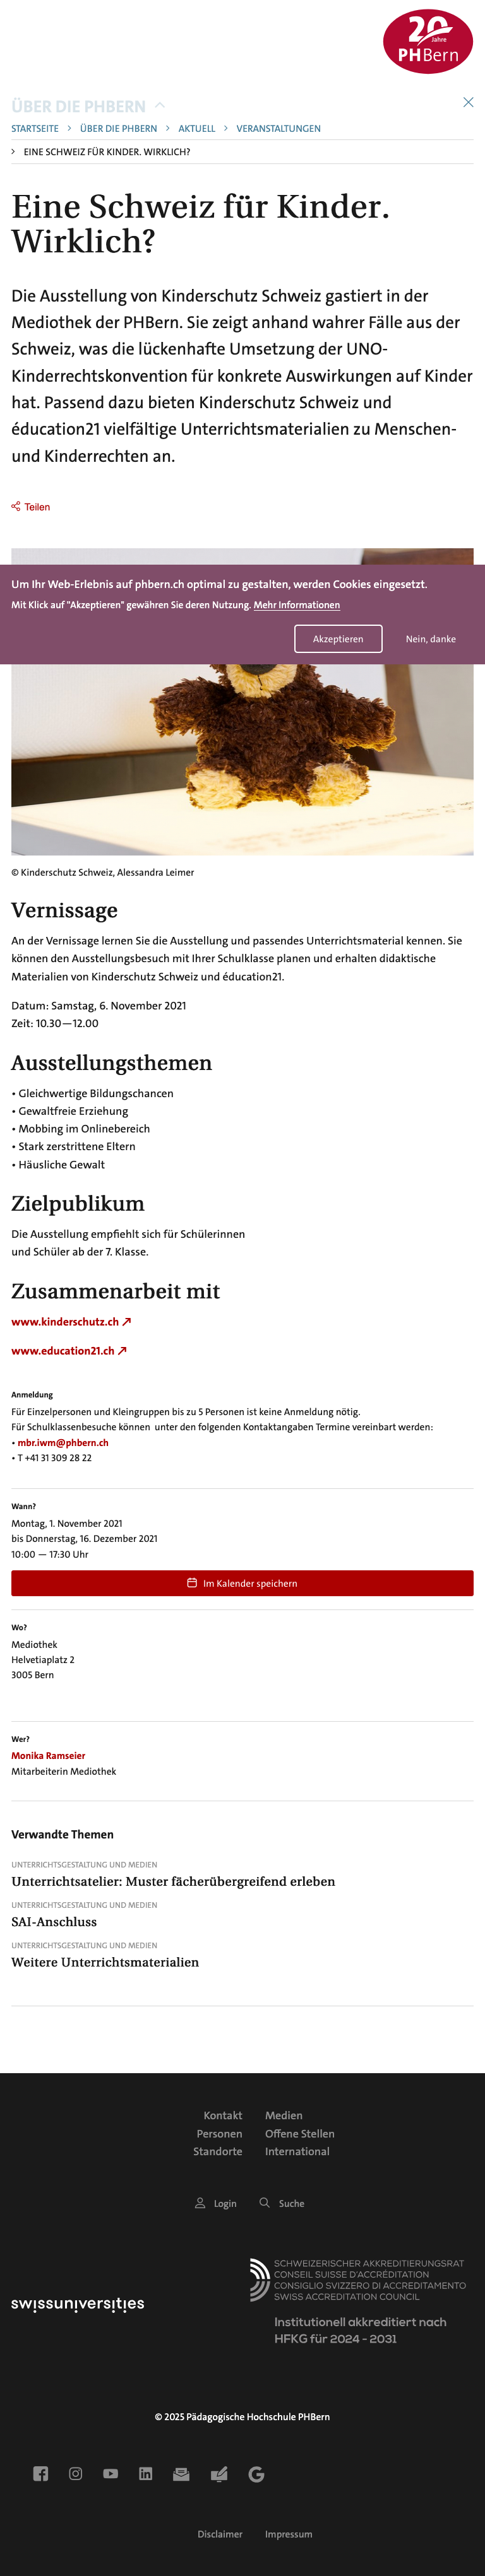 20
Jahre
PHBern
ÜBER DIE PHBERN
STARTSEITE > ÜBER DIE PHBERN > AKTUELL > VERANSTALTUNGEN
> EINE SCHWEIZ FÜR KINDER. WIRKLICH?
Eine Schweiz für Kinder.
Wirklich?
Die Ausstellung von Kinderschutz Schweiz gastiert in der
Mediothek der PHBern. Sie zeigt anhand wahrer Fälle aus der
Schweiz, was die lückenhafte Umsetzung der UNO-
Kinderrechtskonvention für konkrete Auswirkungen auf Kinder
hat. Passend dazu bieten Kinderschutz Schweiz und
éducation21 vielfältige Unterrichtsmaterialien zu Menschen-
und Kinderrechten an.
Teilen
Um Ihr Web-Erlebnis auf phbern.ch optimal zu gestalten, werden Cookies eingesetzt.
Mit Klick auf "Akzeptieren" gewähren Sie deren Nutzung. Mehr Informationen
Akzeptieren Nein, danke
© Kinderschutz Schweiz, Alessandra Leimer
Vernissage
An der Vernissage lernen Sie die Ausstellung und passendes Unterrichtsmaterial kennen. Sie
können den Ausstellungsbesuch mit Ihrer Schulklasse planen und erhalten didaktische
Materialien von Kinderschutz Schweiz und éducation21.
Datum: Samstag, 6. November 2021
Zeit: 10.30—12.00
Ausstellungsthemen
• Gleichwertige Bildungschancen
• Gewaltfreie Erziehung
• Mobbing im Onlinebereich
• Stark zerstrittene Eltern
• Häusliche Gewalt
Zielpublikum
Die Ausstellung empfiehlt sich für Schülerinnen
und Schüler ab der 7. Klasse.
Zusammenarbeit mit
www.kinderschutz.ch
www.education21.ch
Anmeldung
Für Einzelpersonen und Kleingruppen bis zu 5 Personen ist keine Anmeldung nötig.
Für Schulklassenbesuche können unter den folgenden Kontaktangaben Termine vereinbart werden:
• mbr.iwm@phbern.ch
• T +41 31 309 28 22
Wann?
Montag, 1. November 2021
bis Donnerstag, 16. Dezember 2021
10:00 — 17:30 Uhr
Im Kalender speichern
Wo?
Mediothek
Helvetiaplatz 2
3005 Bern
Wer?
Monika Ramseier
Mitarbeiterin Mediothek
Verwandte Themen
UNTERRICHTSGESTALTUNG UND MEDIEN
Unterrichtsatelier: Muster fächerübergreifend erleben
UNTERRICHTSGESTALTUNG UND MEDIEN
SAI-Anschluss
UNTERRICHTSGESTALTUNG UND MEDIEN
Weitere Unterrichtsmaterialien
Kontakt Medien
Personen Offene Stellen
Standorte International
Login Suche
swissuniversities
SCHWEIZERISCHER AKKREDITIERUNGSRAT
CONSEIL SUISSE D'ACCRÉDITATION
CONSIGLIO SVIZZERO DI ACCREDITAMENTO
SWISS ACCREDITATION COUNCIL
Institutionell akkreditiert nach
HFKG für 2024 - 2031
© 2025 Pädagogische Hochschule PHBern
Disclaimer Impressum